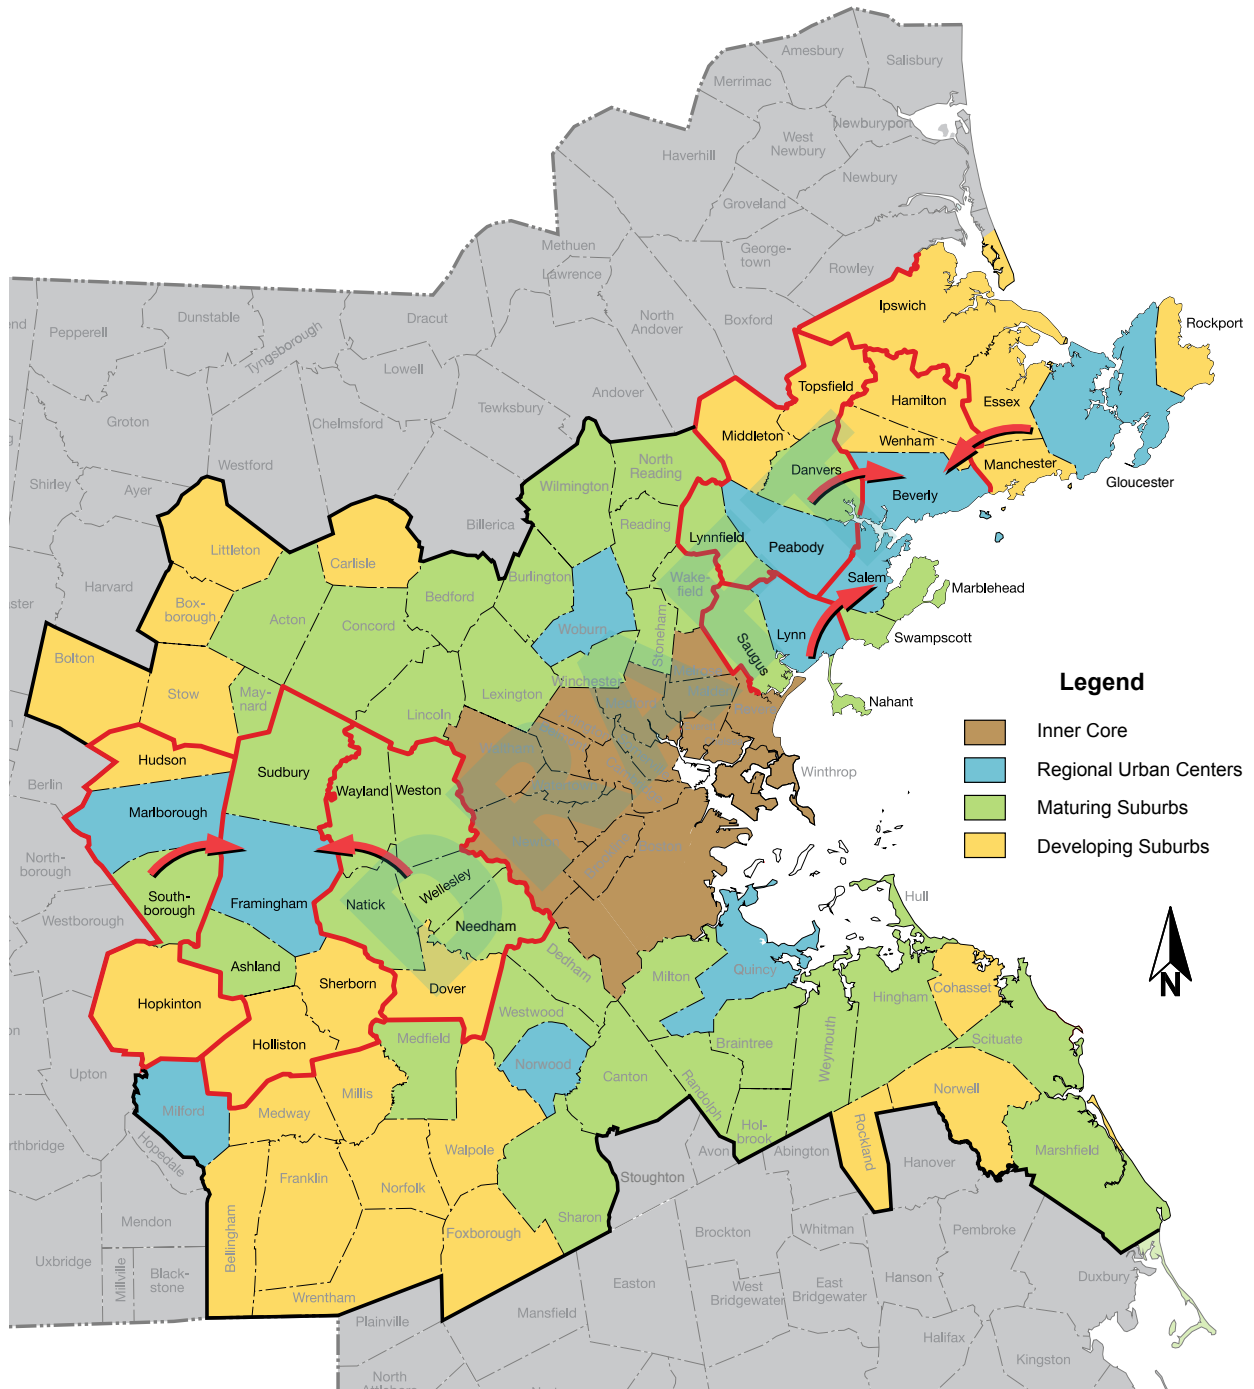 Amesbury
Salisbury
Merrimac
Newburyport
West
Newbury
Haverhill
Newbury
Groveland
George-
town
Rowley
Methuen
Lawrence
North
Andover
Boxford
Ipswich
Rockport
Pepperell
Dunstable
Tyngsborough
Dracut
Lowell
Andover
Tewksbury
Topsfield
Hamilton
Essex
Groton
Chelmsford
Middleton
Wenham
Manchester
Gloucester
Westford
North
Reading
Danvers
Beverly
Shirley
Ayer
Wilmington
Billerica
Reading
Lynnfield
Peabody
Littleton
Carlisle
Burlington
Wake-
field
Salem
Marblehead
Harvard
Box-
borough
Acton
Concord
Bedford
Woburn
Stoneham
Saugus
Lynn
Swampscott
Bolton
Stow
May-
nard
Lincoln
Lexington
Winchester
Nahant
Legend
Inner Core
Regional Urban Centers
Maturing Suburbs
Developing Suburbs
Winthrop
Hudson
Berlin
Sudbury
Wayland
Weston
Marlborough
North-
borough
South-
borough
Westborough
Framingham
Natick
Wellesley
Needham
Ashland
Sherborn
Dover
Hopkinton
Holliston
Dedham
Westwood
Milton
Quincy
Hull
Cohasset
Hingham
Scituate
N
Medfield
Norwood
Canton
Braintree
Weymouth
Randolph
Hol-
brook
Norwell
Rockland
Upton
Milford
Medway
Millis
Hopedale
Walpole
Sharon
Stoughton
Avon
Abington
Hanover
Marshfield
Franklin
Norfolk
Foxborough
Bellingham
Wrentham
Mendon
Uxbridge
Millville
Black-
stone
Brockton
Whitman
Pembroke
Easton
West
Bridgewater
East
Bridgewater
Hanson
Duxbury
Plainville
Mansfield
Halifax
Kingston
North
DRAFT